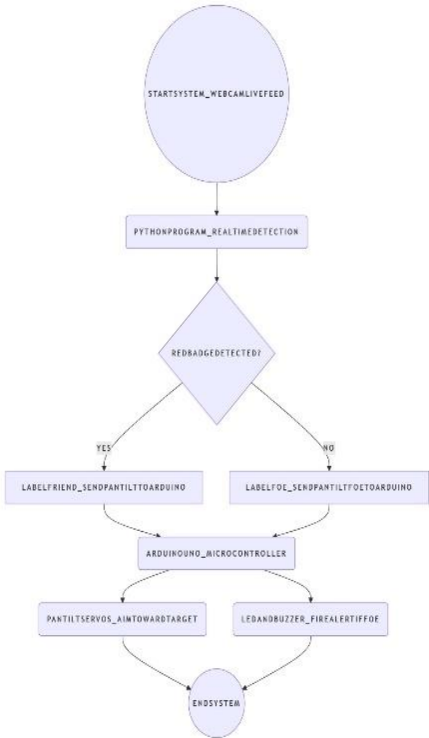 STARTSYSTEM_WEBCAMLIVEFEED
PYTHONPROGRAM_REALTIMEDETECTION
REDBADGEDETECTED?
YES
NO
LABELFRIEND_SENDPANTILTTOARDUINO
LABELFOE_SENDPANTILTFOETOARDUINO
ARDUINOUNO_MICROCONTROLLER
PANTILTSERVOS_AIMTOWARDTARGET
LEDANDBUZZER_FIREALERTIFFOE
ENDSYSTEM